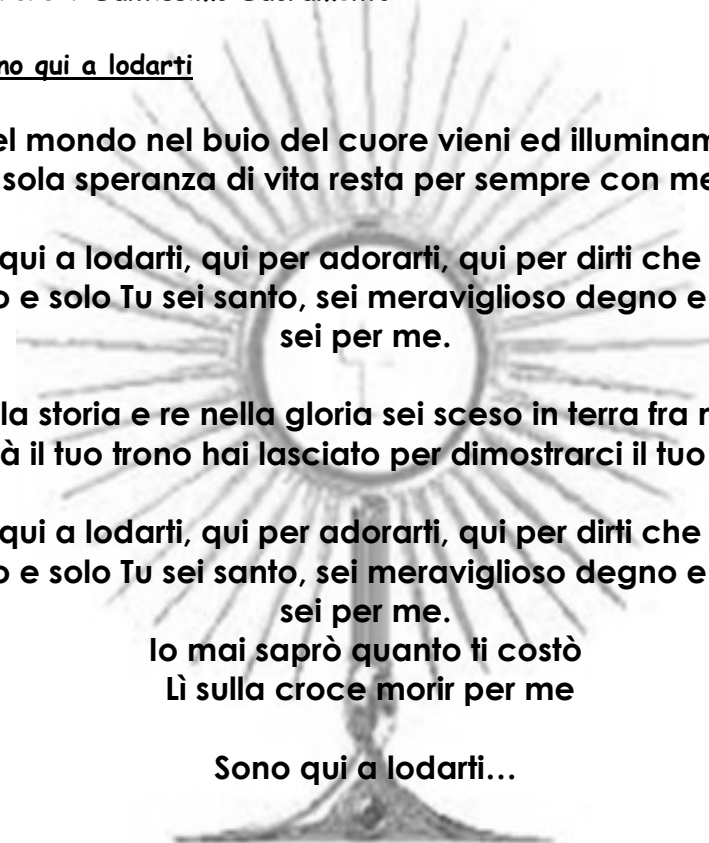 Santissimo Sacramento
no qui a lodarti
el mondo nel buio del cuore vieni ed illuminam
sola speranza di vita resta per sempre con me
qui a lodarti, qui per adorarti, qui per dirti che
o e solo Tu sei santo, sei meraviglioso degno e
sei per me.
la storia e re nella gloria sei sceso in terra fra
à il tuo trono hai lasciato per dimostrarci il tuo
qui a lodarti, qui per adorarti, qui per dirti che
o e solo Tu sei santo, sei meraviglioso degno e
sei per me.
Io mai saprò quanto ti costò
Lì sulla croce morir per me
Sono qui a lodarti…